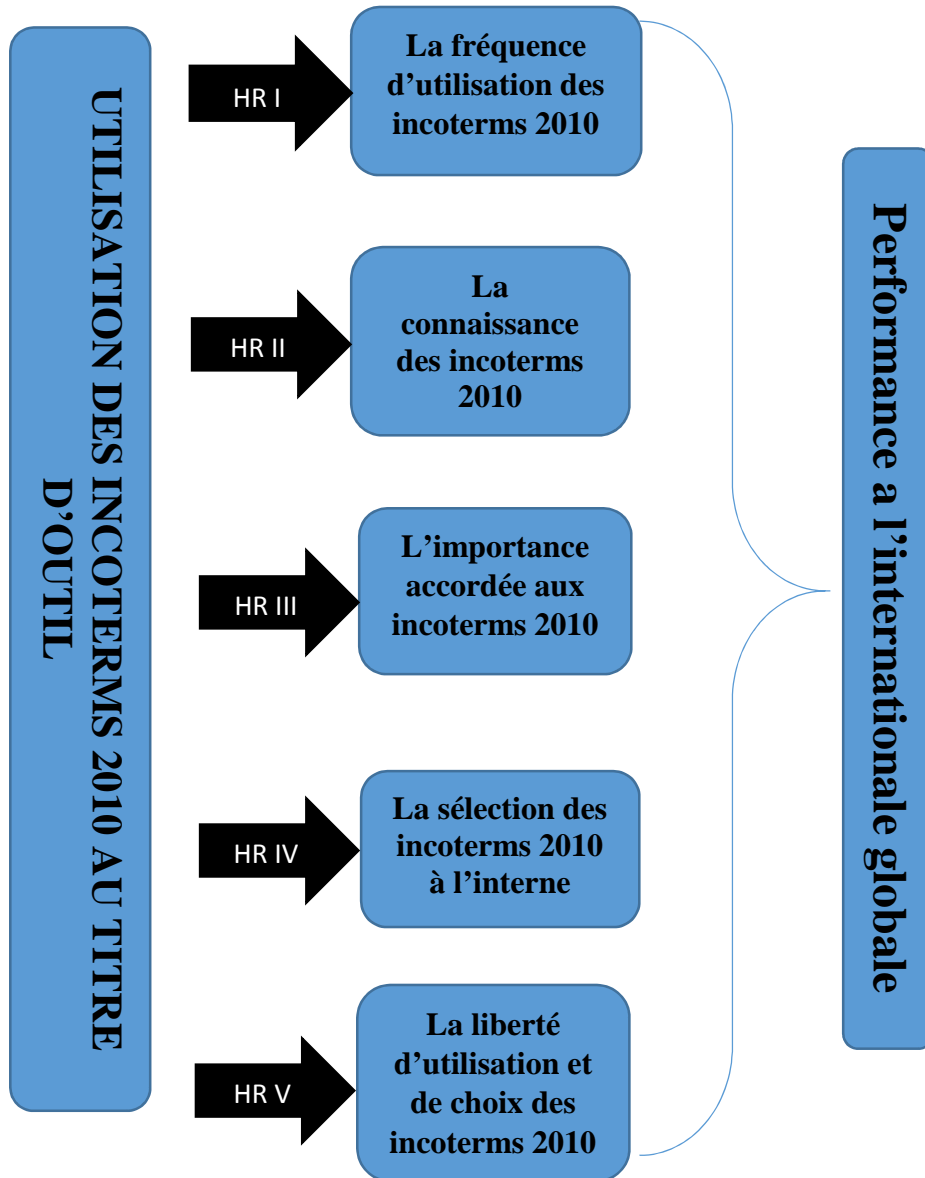 UTILISATION DES INCOTERMS 2010 AU TITRE
D’OUTIL
HR I
La fréquence
d’utilisation des
incoterms 2010
HR II
La
connaissance
des incoterms
2010
HR III
L’importance
accordée aux
incoterms 2010
HR IV
La sélection des
incoterms 2010
à l’interne
HR V
La liberté
d’utilisation et
de choix des
incoterms 2010
Performance a l’internationale globale